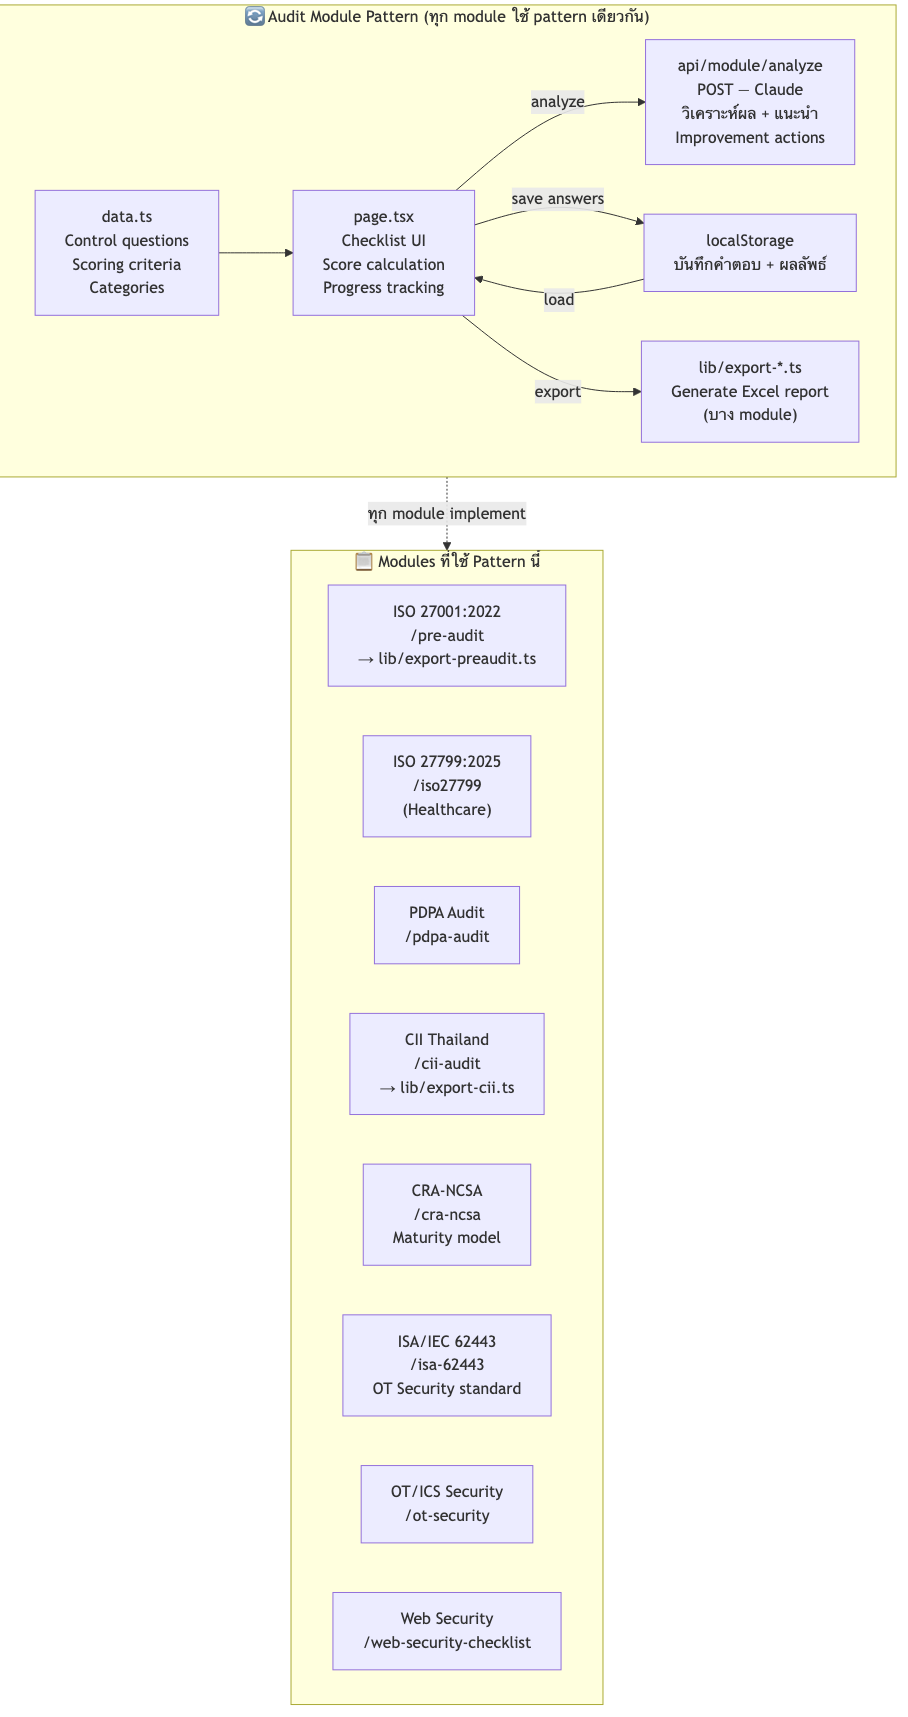 🔄 Audit Module Pattern (ทุก module ใช้ pattern เดียวกัน)
data.ts
Control questions
Scoring criteria
Categories
page.tsx
Checklist UI
Score calculation
Progress tracking
analyze
save answers
load
export
api/module/analyze
POST — Claude
วิเคราะห์ผล + แนะนำ
Improvement actions
localStorage
บันทึกคำตอบ + ผลลัพธ์
lib/export-*.ts
Generate Excel report
(บาง module)
ทุก module implement
📋 Modules ที่ใช้ Pattern นี้
ISO 27001:2022
/pre-audit
→ lib/export-preaudit.ts
ISO 27799:2025
/iso27799
(Healthcare)
PDPA Audit
/pdpa-audit
CII Thailand
/cii-audit
→ lib/export-cii.ts
CRA-NCSA
/cra-ncsa
Maturity model
ISA/IEC 62443
/isa-62443
OT Security standard
OT/ICS Security
/ot-security
Web Security
/web-security-checklist